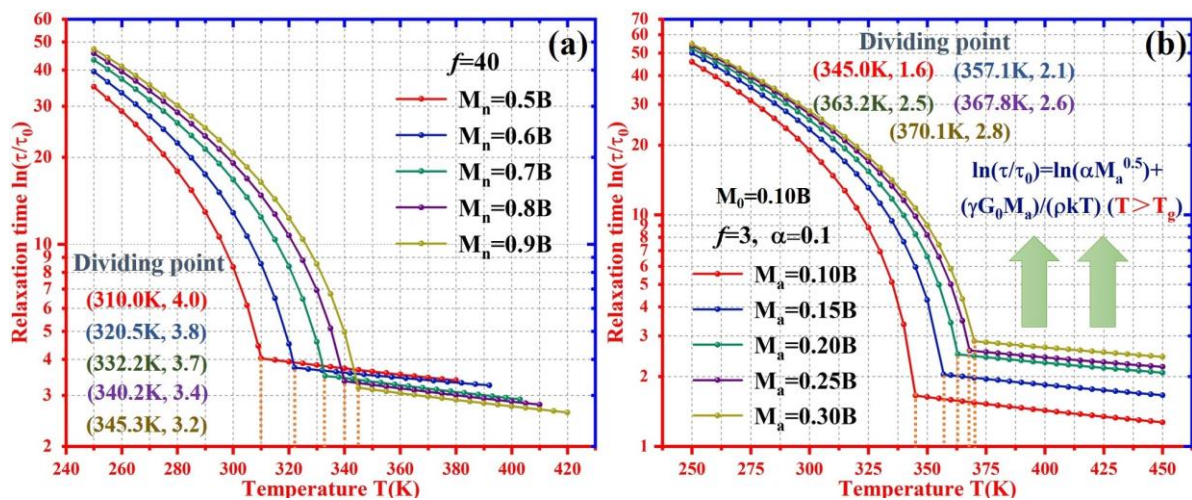 (a)
f=40
Mn=0.5B
Mn=0.6B
Mn=0.7B
Mn=0.8B
Mn=0.9B
Dividing point
(310.0K, 4.0)
(320.5K, 3.8)
(332.2K, 3.7)
(340.2K, 3.4)
(345.3K, 3.2)
Relaxation time ln(τ/τ0)
60
50
40
30
20
10
9
8
7
6
5
4
3
2
240 260 280 300 320 340 360 380 400 420
Temperature T(K)
(b)
Dividing point
(345.0K, 1.6) (357.1K, 2.1)
(363.2K, 2.5) (367.8K, 2.6)
(370.1K, 2.8)
ln(τ/τ0)=ln(αMa^0.5)+
(γG0Ma)/(ρkT) (T>Tg)
M0=0.10B
f=3, α=0.1
Ma=0.10B
Ma=0.15B
Ma=0.20B
Ma=0.25B
Ma=0.30B
Relaxation time ln(τ/τ0)
70
60
50
40
30
20
10
9
8
7
6
5
4
3
2
1
250 275 300 325 350 375 400 425 450
Temperature T(K)